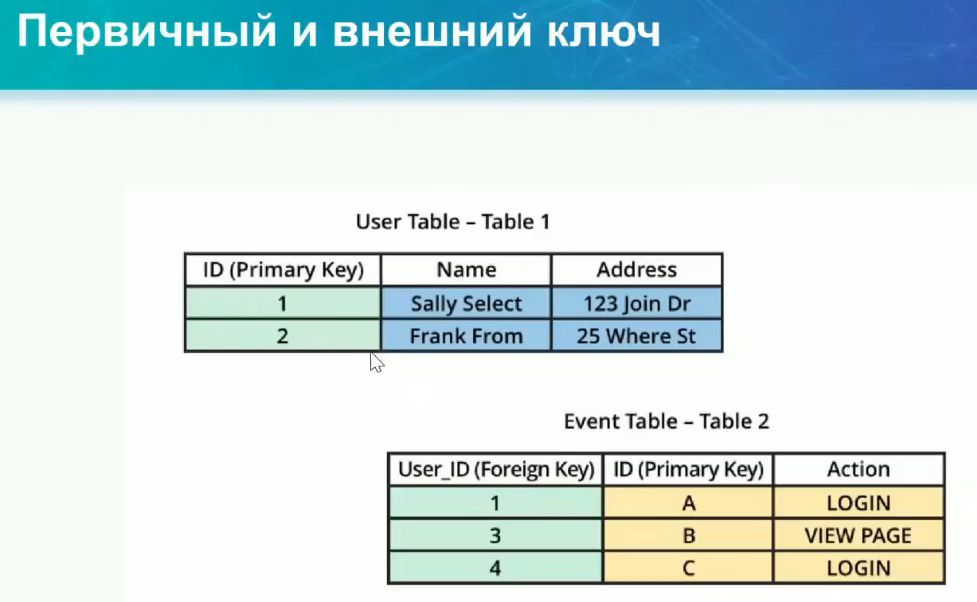 Первичный и внешний ключ
User Table – Table 1
ID (Primary Key) Name Address
1 Sally Select 123 Join Dr
2 Frank From 25 Where St
Event Table – Table 2
User_ID (Foreign Key) ID (Primary Key) Action
1 A LOGIN
3 B VIEW PAGE
4 C LOGIN